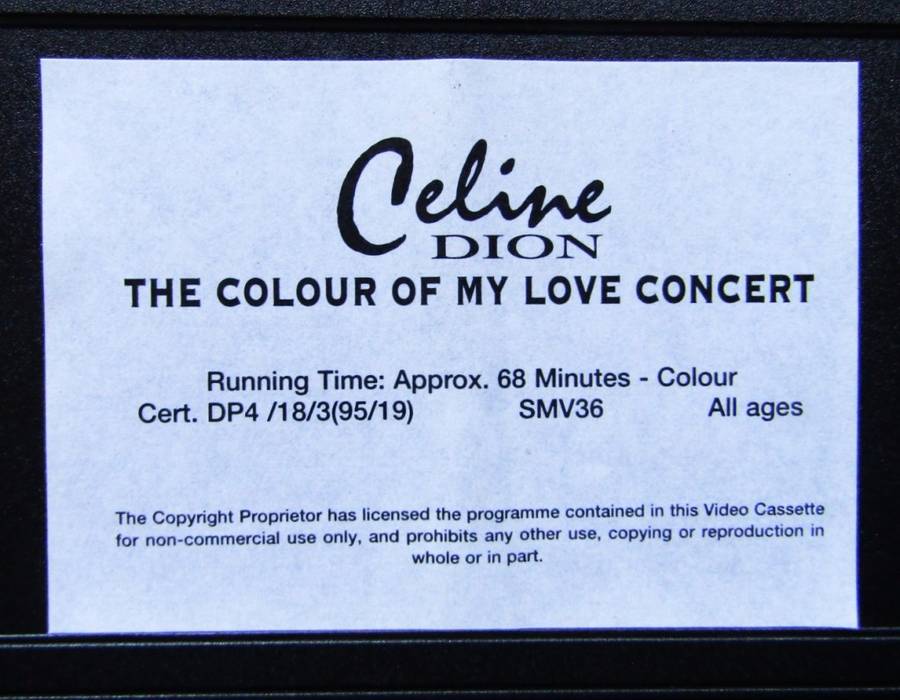 Celine
DION
THE COLOUR OF MY LOVE CONCERT
Running Time: Approx. 68 Minutes - Colour
Cert. DP4 /18/3(95/19) SMV36 All ages
The Copyright Proprietor has licensed the programme contained in this Video Cassette
for non-commercial use only, and prohibits any other use, copying or reproduction in
whole or in part.